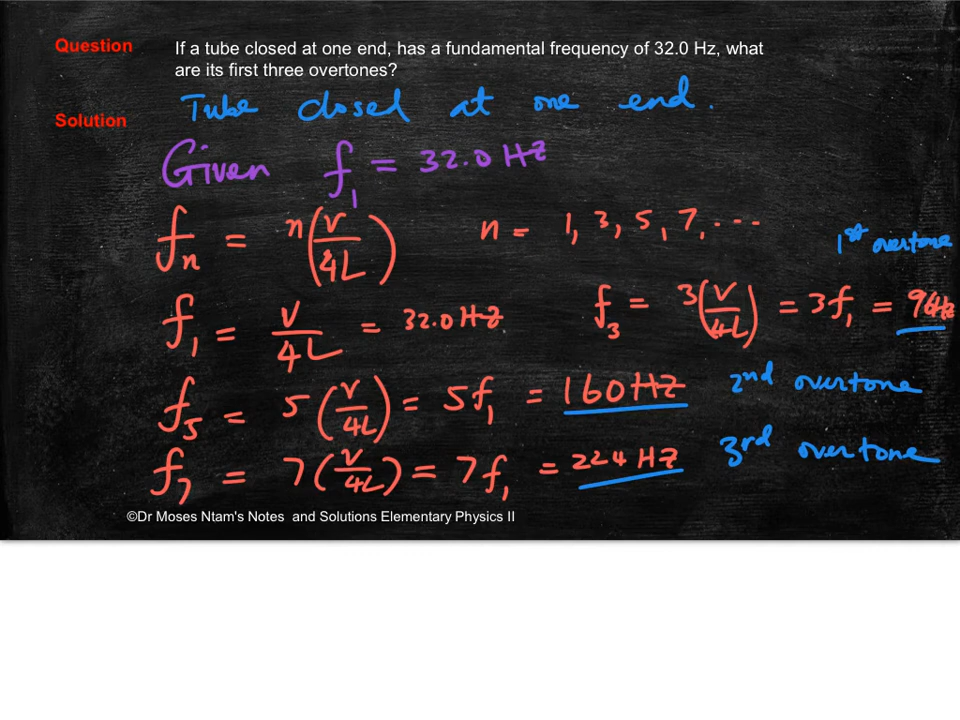 Question If a tube closed at one end, has a fundamental frequency of 32.0 Hz, what
are its first three overtones?
Solution Tube closed at one end.
Given f₁ = 32.0 Hz
fₙ = n(v/4L) n = 1, 3, 5, 7, ...
1st overtone
f₁ = v/4L = 32.0 Hz f₃ = 3(v/4L) = 3f₁ = 96Hz
f₅ = 5(v/4L) = 5f₁ = 160 Hz 2nd overtone
f₇ = 7(v/4L) = 7f₁ = 224 Hz 3rd overtone
©Dr Moses Ntam's Notes and Solutions Elementary Physics II